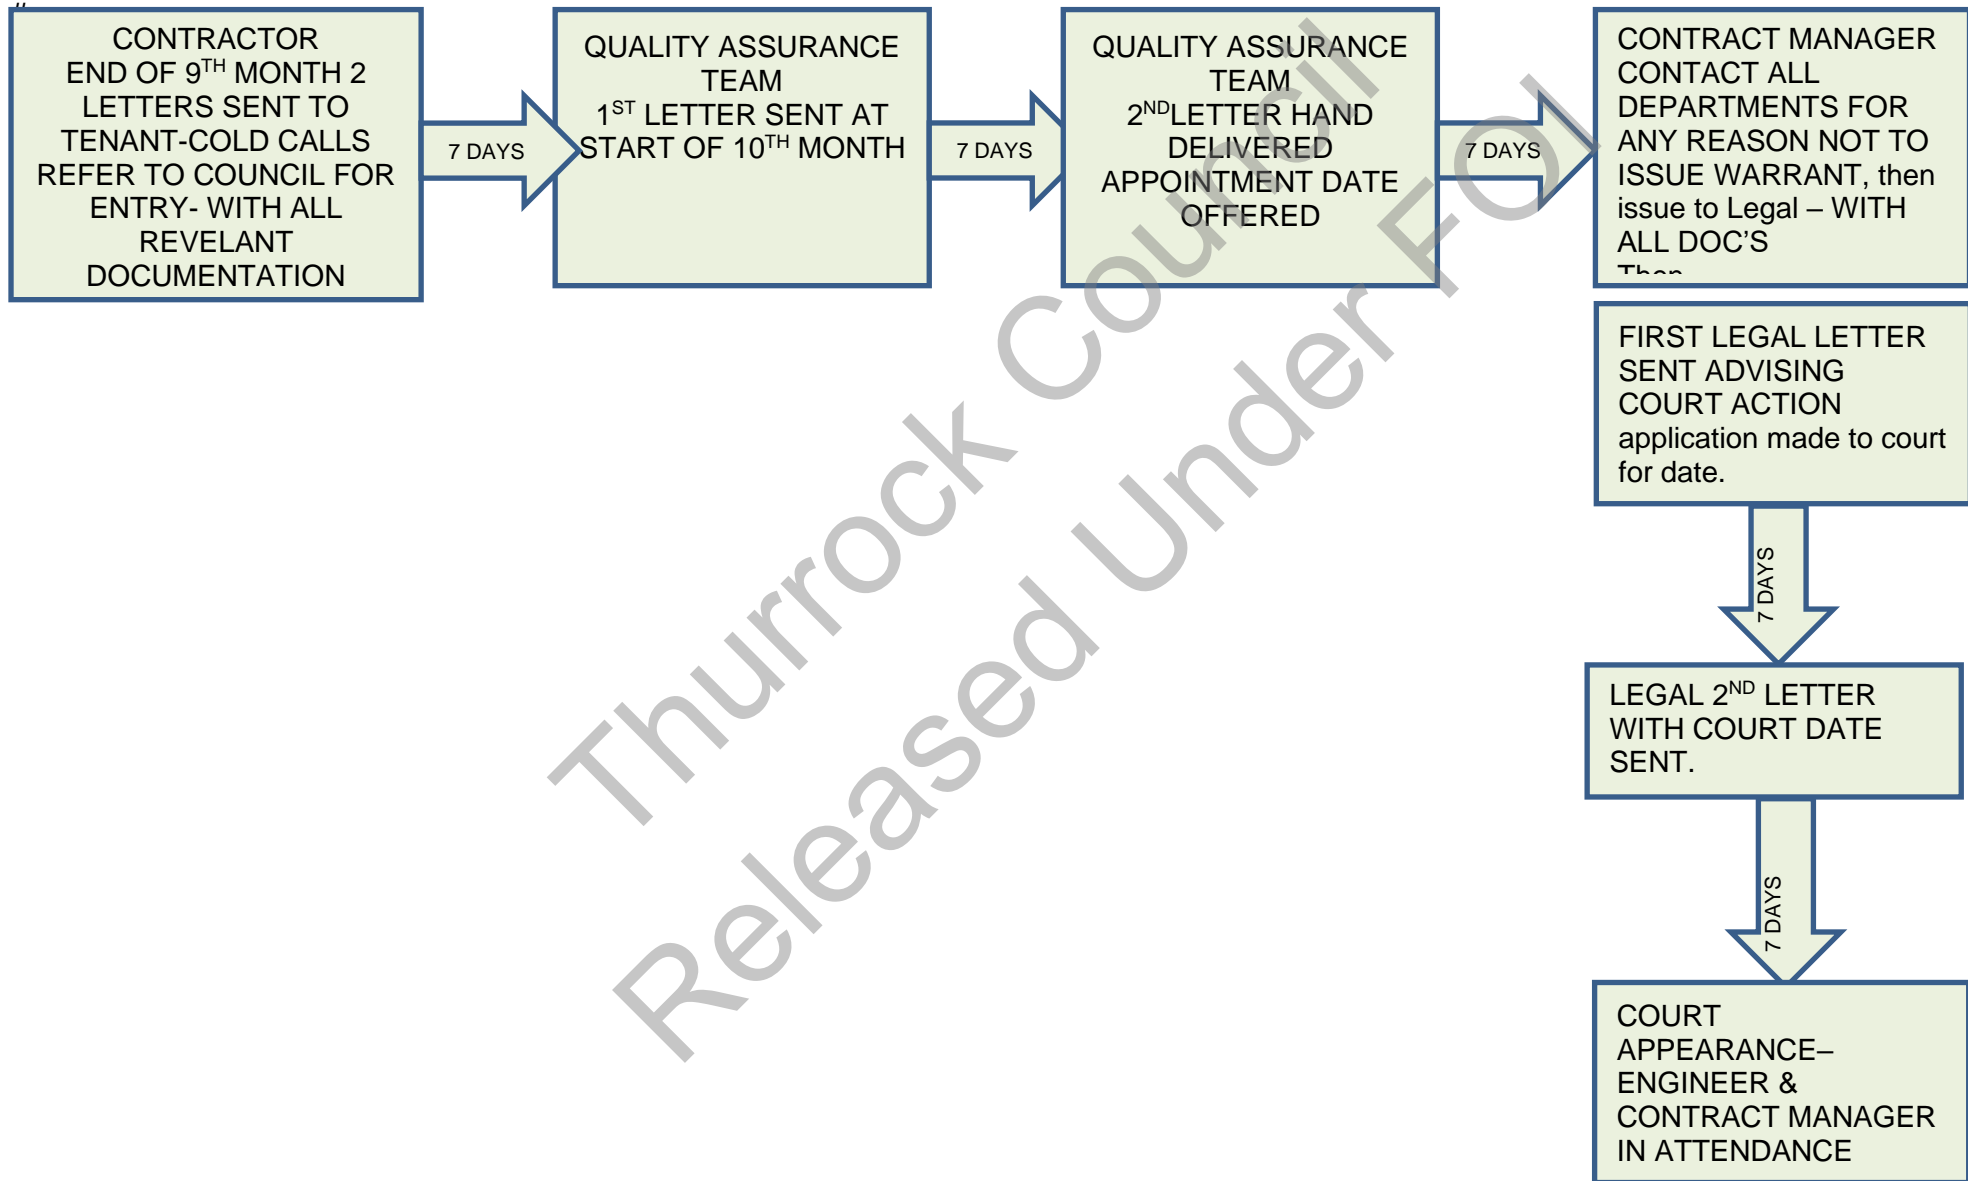 //
CONTRACTOR
END OF 9TH MONTH 2
LETTERS SENT TO
TENANT-COLD CALLS
REFER TO COUNCIL FOR
ENTRY- WITH ALL
REVELANT
DOCUMENTATION
7 DAYS
QUALITY ASSURANCE
TEAM
1ST LETTER SENT AT
START OF 10TH MONTH
7 DAYS
QUALITY ASSURANCE
TEAM
2NDLETTER HAND
DELIVERED
APPOINTMENT DATE
OFFERED
7 DAYS
CONTRACT MANAGER
CONTACT ALL
DEPARTMENTS FOR
ANY REASON NOT TO
ISSUE WARRANT, then
issue to Legal – WITH
ALL DOC'S
Then
FIRST LEGAL LETTER
SENT ADVISING
COURT ACTION
application made to court
for date.
7 DAYS
LEGAL 2ND LETTER
WITH COURT DATE
SENT.
7 DAYS
COURT
APPEARANCE–
ENGINEER &
CONTRACT MANAGER
IN ATTENDANCE
Thurrock Council
Released Under FOI